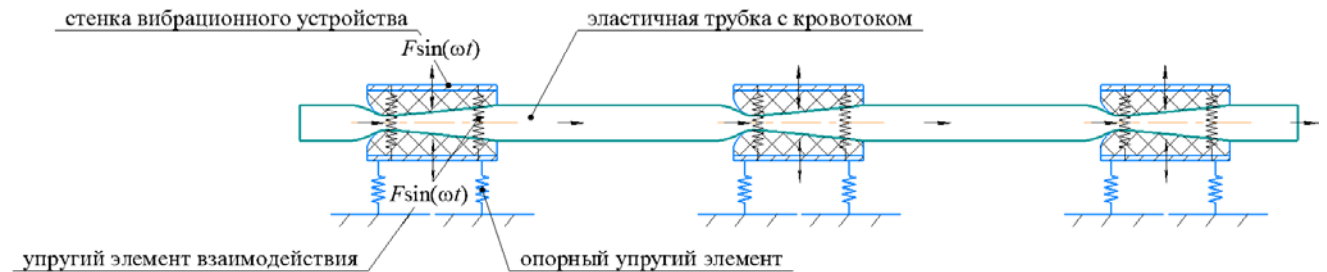 стенка вибрационного устройства
эластичная трубка с кровотоком
Fsin(ωt)
Fsin(ωt)
упругий элемент взаимодействия
опорный упругий элемент